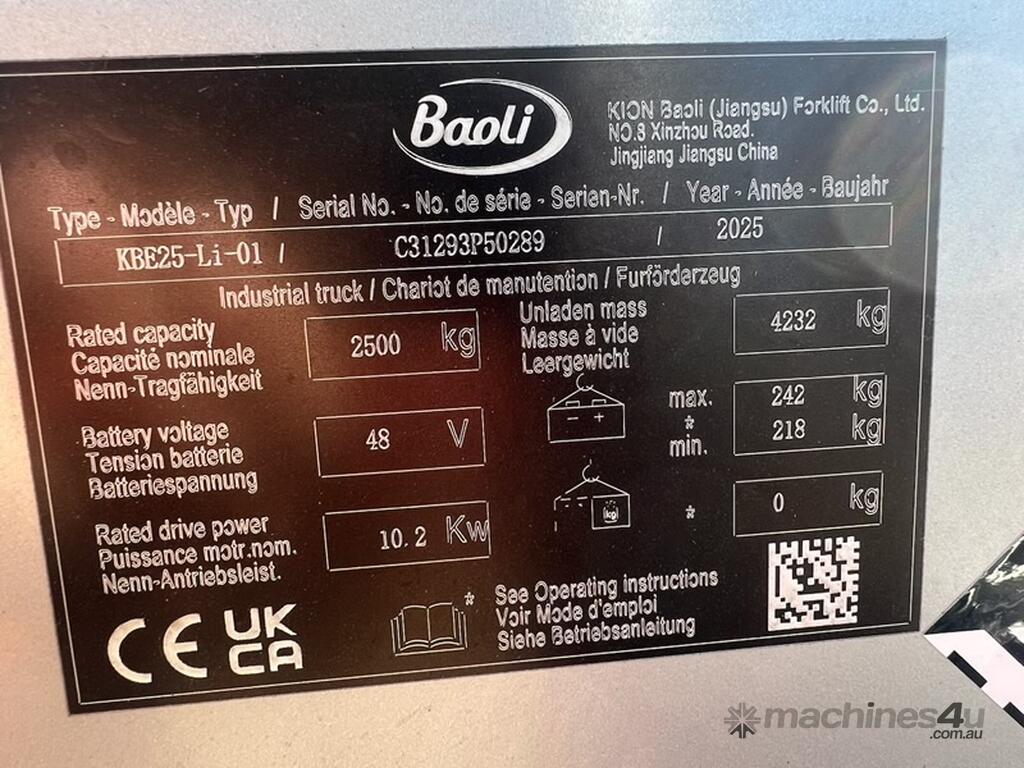 Baoli
KION Baoli (Jiangsu) Forklift Co., Ltd.
NO.8 Xinzhou Road.
Jingjiang Jiangsu China
Type - Modèle - Typ / Serial No. - No. de série - Serien-Nr. / Year - Année - Baujahr
KBE25-Li-01 / C31293P50289 / 2025
Industrial truck / Chariot de manutention / Furförderzeug
Rated capacity
Capacité nominale
Nenn-Tragfähigkeit
2500 kg
Unladen mass
Masse à vide
Leergewicht
4232 kg
Battery voltage
Tension batterie
Batteriespannung
48 V
max. 242 kg
*
min. 218 kg
Rated drive power
Puissance motr.nom.
Nenn-Antriebsleist.
10.2 Kw
kg
* 0 kg
CE UK
CA
* See Operating instructions
Voir Mode d'emploi
Siehe Betriebsanleitung
machines4u
.com.au